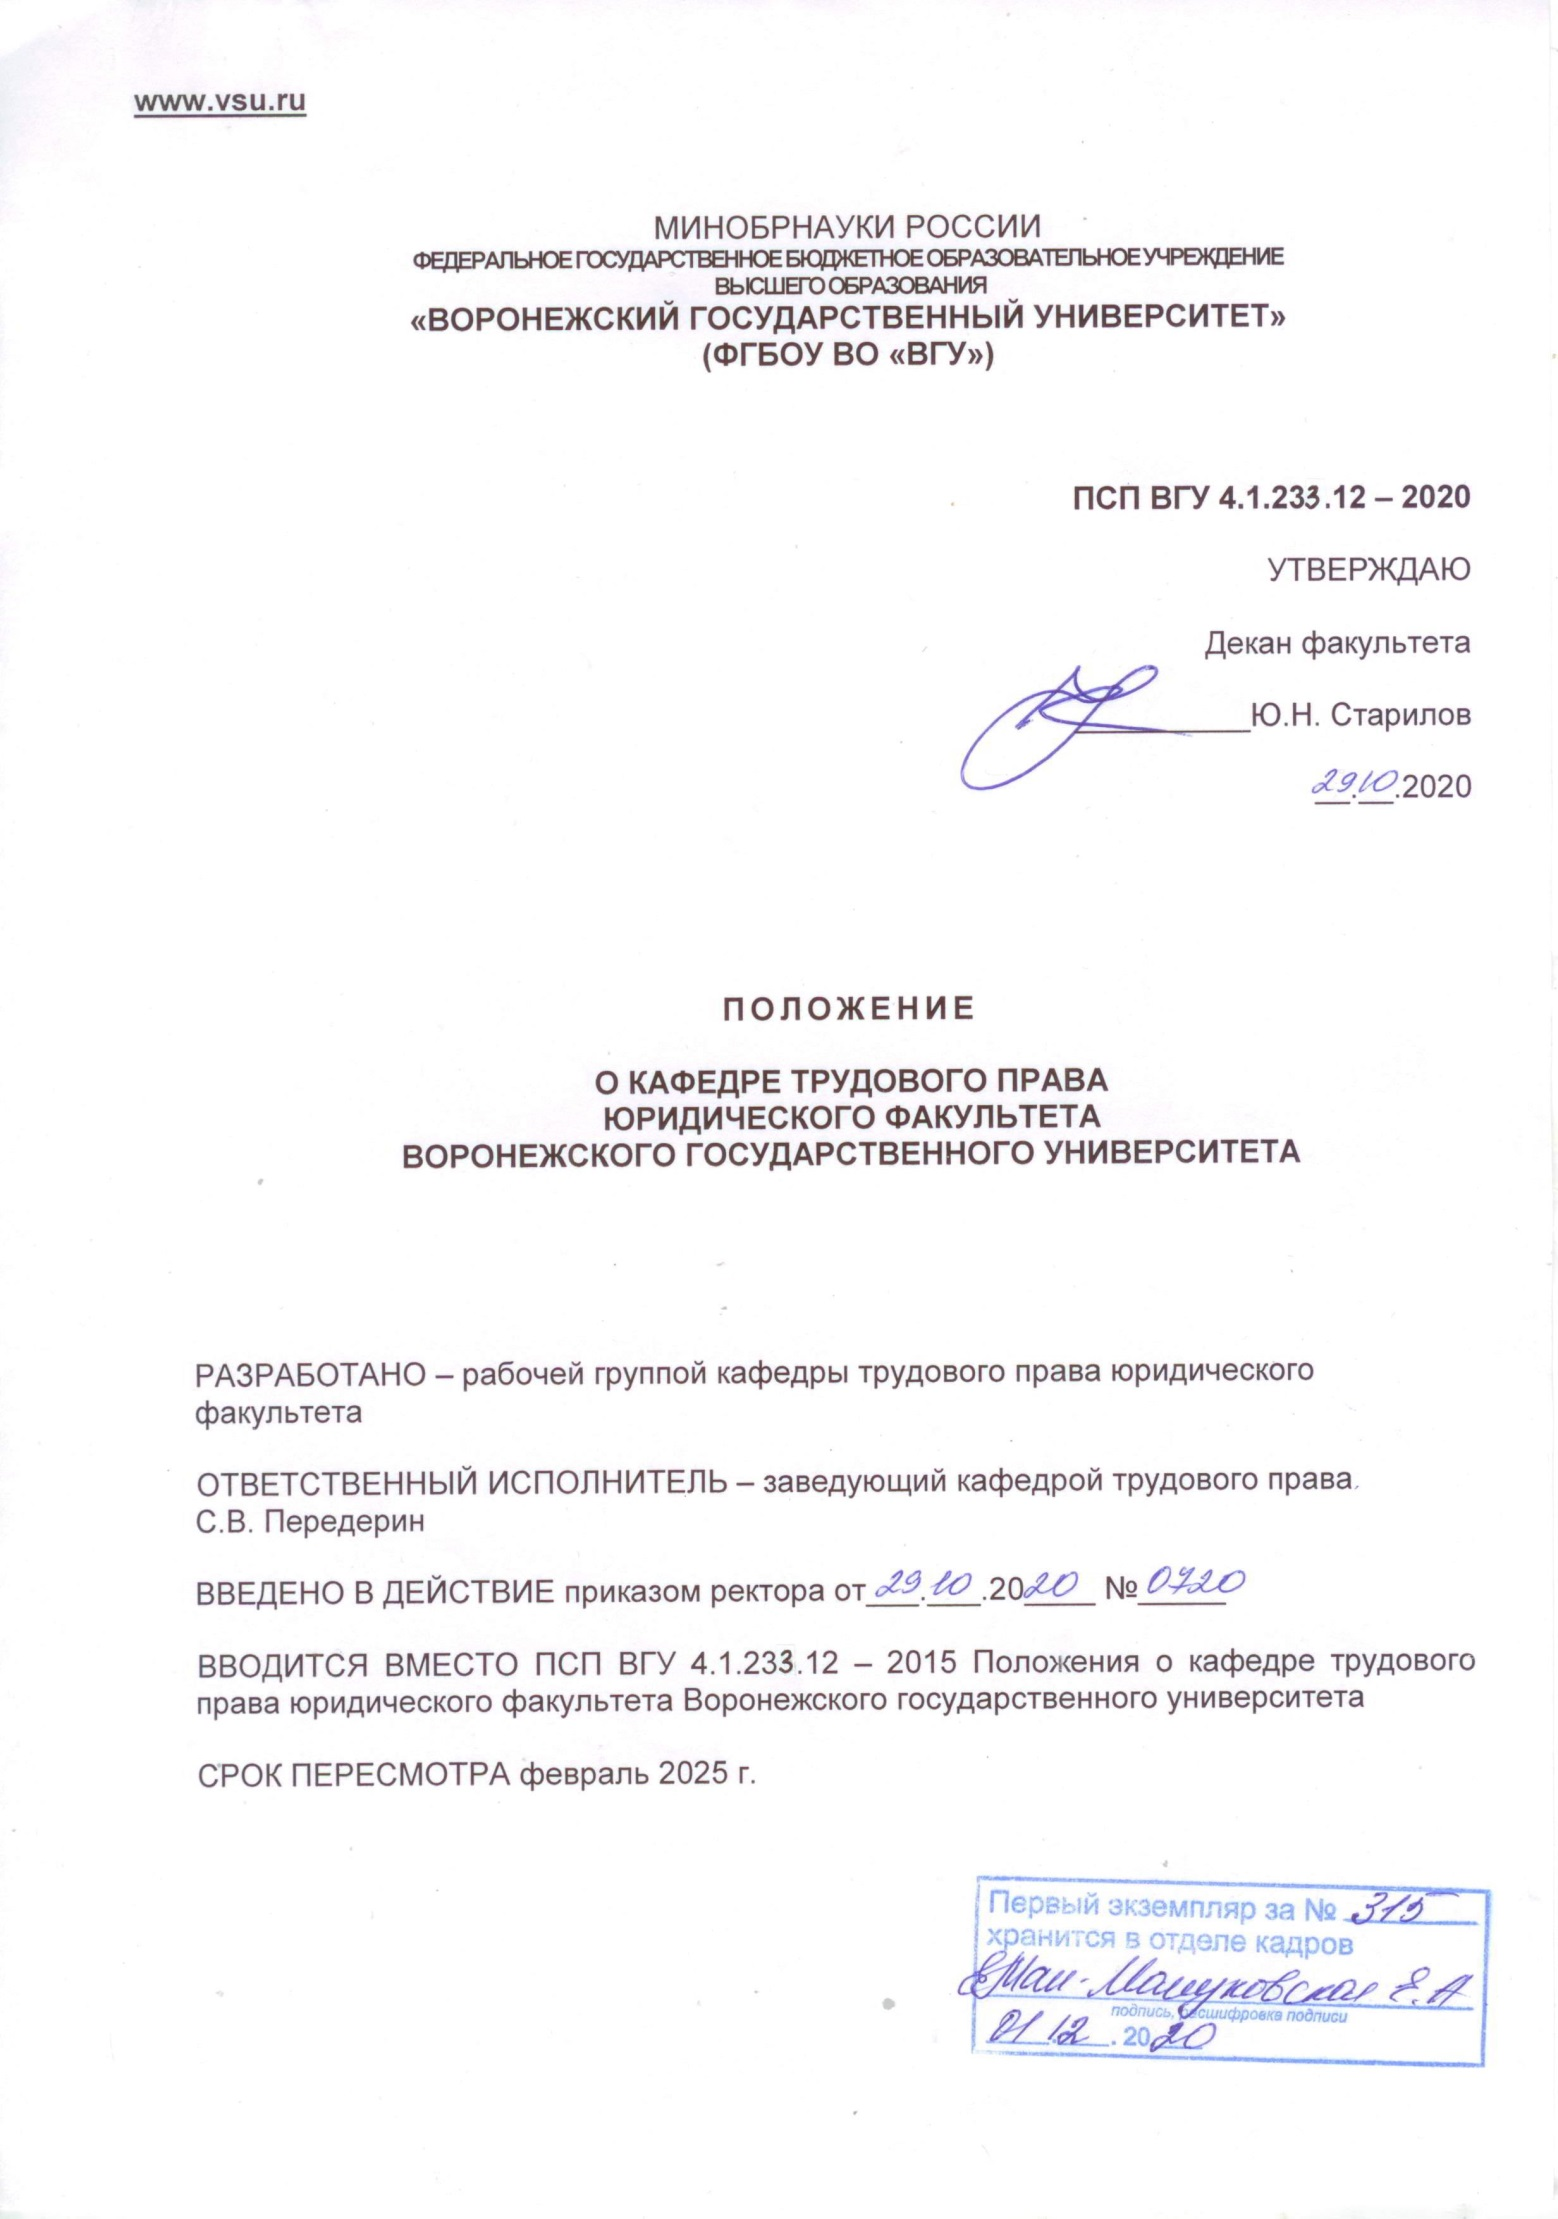 www.vsu.ru
МИНОБРНАУКИ РОССИИ
ФЕДЕРАЛЬНОЕ ГОСУДАРСТВЕННОЕ БЮДЖЕТНОЕ ОБРАЗОВАТЕЛЬНОЕ УЧРЕЖДЕНИЕ
ВЫСШЕГО ОБРАЗОВАНИЯ
«ВОРОНЕЖСКИЙ ГОСУДАРСТВЕННЫЙ УНИВЕРСИТЕТ»
(ФГБОУ ВО «ВГУ»)
ПСП ВГУ 4.1.233.12 – 2020
УТВЕРЖДАЮ
Декан факультета
Ю.Н. Старилов
29.10.2020
ПОЛОЖЕНИЕ
О КАФЕДРЕ ТРУДОВОГО ПРАВА
ЮРИДИЧЕСКОГО ФАКУЛЬТЕТА
ВОРОНЕЖСКОГО ГОСУДАРСТВЕННОГО УНИВЕРСИТЕТА
РАЗРАБОТАНО – рабочей группой кафедры трудового права юридического
факультета
ОТВЕТСТВЕННЫЙ ИСПОЛНИТЕЛЬ – заведующий кафедрой трудового права.
С.В. Передерин
ВВЕДЕНО В ДЕЙСТВИЕ приказом ректора от 29.10.2020 № 0720
ВВОДИТСЯ ВМЕСТО ПСП ВГУ 4.1.233.12 – 2015 Положения о кафедре трудового
права юридического факультета Воронежского государственного университета
СРОК ПЕРЕСМОТРА февраль 2025 г.
Первый экземпляр за № 315
хранится в отделе кадров
Е.А
подпись, расшифровка подписи
01.12.2020